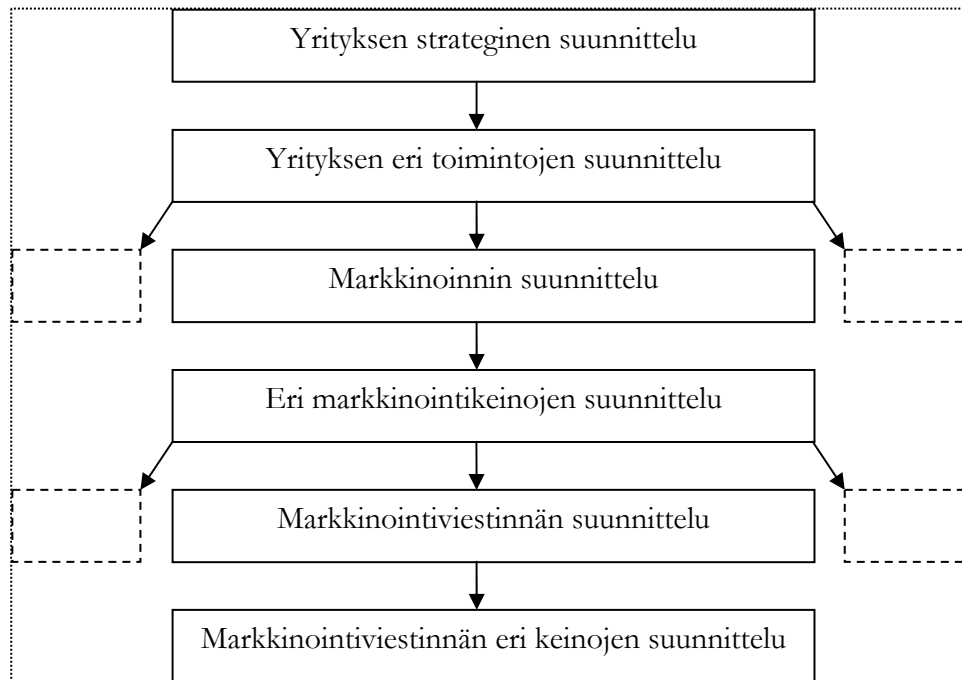 Yrityksen strateginen suunnittelu
Yrityksen eri toimintojen suunnittelu
Markkinoinnin suunnittelu
Eri markkinointikeinojen suunnittelu
Markkinointiviestinnän suunnittelu
Markkinointiviestinnän eri keinojen suunnittelu